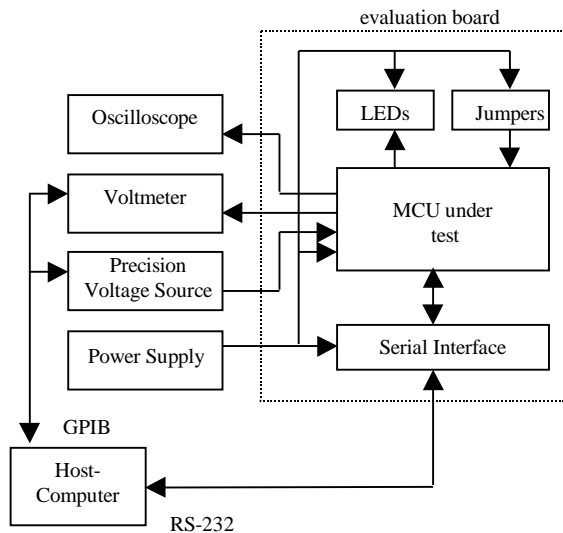 evaluation board
Oscilloscope
LEDs
Jumpers
Voltmeter
MCU under
test
Precision
Voltage Source
Power Supply
Serial Interface
GPIB
Host-
Computer
RS-232